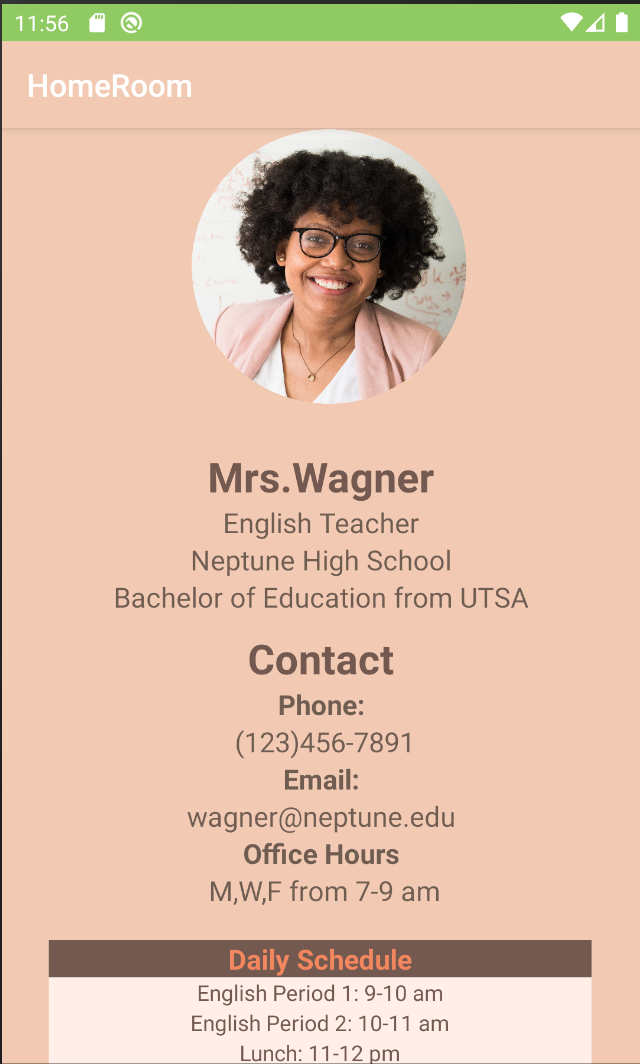 11:56
HomeRoom
Mrs.Wagner
English Teacher
Neptune High School
Bachelor of Education from UTSA
Contact
Phone:
(123)456-7891
Email:
wagner@neptune.edu
Office Hours
M,W,F from 7-9 am
Daily Schedule
English Period 1: 9-10 am
English Period 2: 10-11 am
Lunch: 11-12 pm